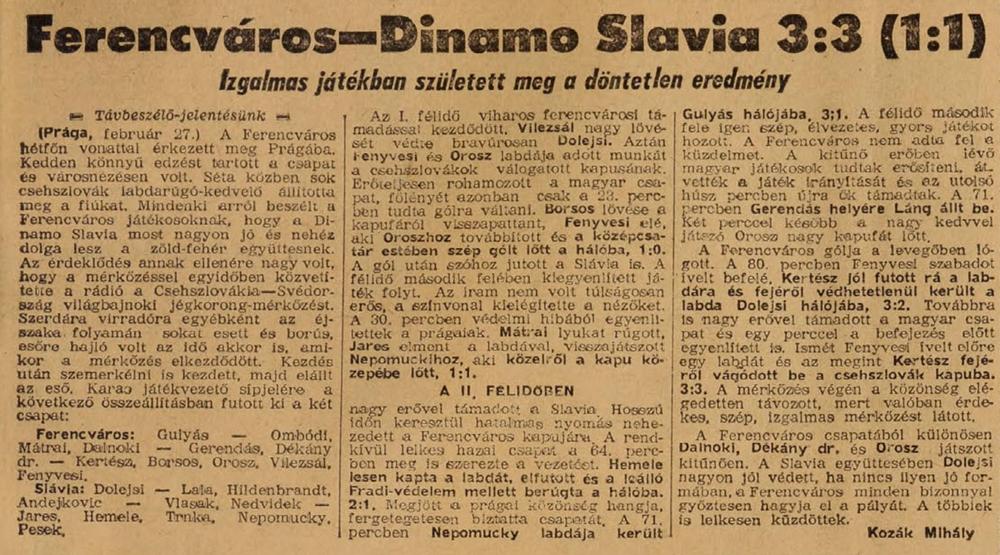 Ferencváros—Dinamo Slavia 3:3 (1:1)
Izgalmas játékban született meg a döntetlen eredmény
— Távbeszélő-jelentésünk —
(Prága, február 27.) A Ferencváros
hétfőn vonattal érkezett meg Prágába.
Kedden könnyű edzést tartott a csapat
és városnézésen volt. Séta közben sok
csehszlovák labdarúgó-kedvelő állította
meg a fiúkat. Mindenki arról beszélt a
Ferencváros játékosoknak, hogy a Di-
namo Slavia most nagyon jó és nehéz
dolga lesz a zöld-fehér együttesnek.
Az érdeklődés annak ellenére nagy volt,
hogy a mérkőzéssel egyidőben közvetí-
tette a rádió a Csehszlovákia—Svédor-
szág világbajnoki jégkorong-mérkőzést.
Szerdára virradóra egyébként az éj-
szaka folyamán sokat esett és borús,
esőre hajló volt az idő akkor is, ami-
kor a mérkőzés elkezdődött. Kezdés
után szemerkélni is kezdett, majd elállt
az eső. Karao játékvezető sípjelére a
következő összeállításban futott ki a két
csapat:
Ferencváros: Gulyás — Ombódi,
Mátrai, Dalnoki — Gerendás, Dékány
dr. — Kertész, Borsos, Orosz, Vilezsál,
Fenyvesi.
Slávia: Dolejsi — Lala, Hildenbrandt,
Andejkovic — Vlasak, Nedvidek —
Jares, Hemele, Trnka, Nepomucky,
Pesek.
Az I. félidő viharos ferencvárosi tá-
madással kezdődött. Vilezsál nagy lövé-
sét védte bravúrosan Dolejsi. Aztán
Fenyvesi és Orosz labdája adott munkát
a csehszlovákok válogatott kapusának.
Erőteljesen rohamozott a magyar csa-
pat, fölényét azonban csak a 23. perc-
ben tudta gólra váltani. Borsos lövése a
kapufáról visszapattant, Fenyvesi elé,
aki Oroszhoz továbbított és a középcsa-
tár estében szép gólt lőtt a hálóba, 1:0.
A gól után szóhoz jutott a Slávia is. A
félidő második felében kiegyenlített já-
ték folyt. Az iram nem volt túlságosan
erős, a színvonal kielégítette a nézőket.
A 30. percben védelmi hibából egyenlí-
tettek a prágaiak. Mátrai lyukat rúgott,
Jares elment a labdával, visszajátszott
Nepomuckihoz, aki közelről a kapu kö-
zepébe lőtt, 1:1.
A II. FÉLIDŐBEN
nagy erővel támadott a Slavia. Hosszú
időn keresztül hatalmas nyomás nehe-
zedett a Ferencváros kapujára. A rend-
kívül lelkes hazai csapat a 64. perc-
ben meg is szerezte a vezetést. Hemele
lesen kapta a labdát, elfutott és a leálló
Fradi-védelem mellett berúgta a hálóba.
2:1. Megjött a prágai közönség hangja,
fergetegetesen biztatta csapatát. A 71.
percben Nepomucky labdája került
Gulyás hálójába, 3:1. A félidő második
fele igen szép, élvezetes, gyors játékot
hozott. A Ferencváros nem adta fel a
küzdelmet. A kitűnő erőben lévő
magyar játékosok tudtak erősíteni, át-
vették a játék irányítását és az utolsó
húsz percben újra ők támadtak. A 71.
percben Gerendás helyére Láng állt be.
Két perccel később a nagy kedvvel
játszó Orosz nagy kapufát lőtt.
A Ferencváros gólja a levegőben ló-
gott. A 80. percben Fenyvesi szabadot
ívelt befelé, Kertész jól futott rá a lab-
dára és fejéről védhetetlenül került a
labda Dolejsi hálójába, 3:2. Továbbra
is nagy erővel támadott a magyar csa-
pat és egy perccel a befejezés előtt
egyenlített is. Ismét Fenyvesi ívelt előre
egy labdát és az megint Kertész fejé-
ről vágódott be a csehszlovák kapuba.
3:3. A mérkőzés végén a közönség elé-
gedetten távozott, mert valóban érde-
kes, szép, izgalmas mérkőzést látott.
A Ferencváros csapatából különösen
Dalnoki, Dékány dr. és Orosz játszott
kitűnően. A Slavia együttesében Dolejsi
nagyon jól védett, ha nincs ilyen jó for-
mában, a Ferencváros minden bizonnyal
győztesen hagyja el a pályát. A többiek
is lelkesen küzdöttek.
Kozák Mihály